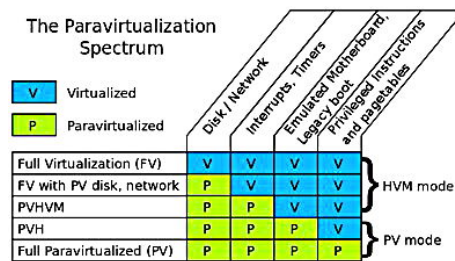 The Paravirtualization
Spectrum
V Virtualized
P Paravirtualized
Disk / Network
Interrupts, Timers
Emulated Motherboard,
Legacy boot
Privileged Instructions
and pagetables
Full Virtualization (FV) V V V V
FV with PV disk, network P V V V
PVHVM P P V V
HVM mode
PVH P P P V
Full Paravirtualized (PV) P P P P
PV mode